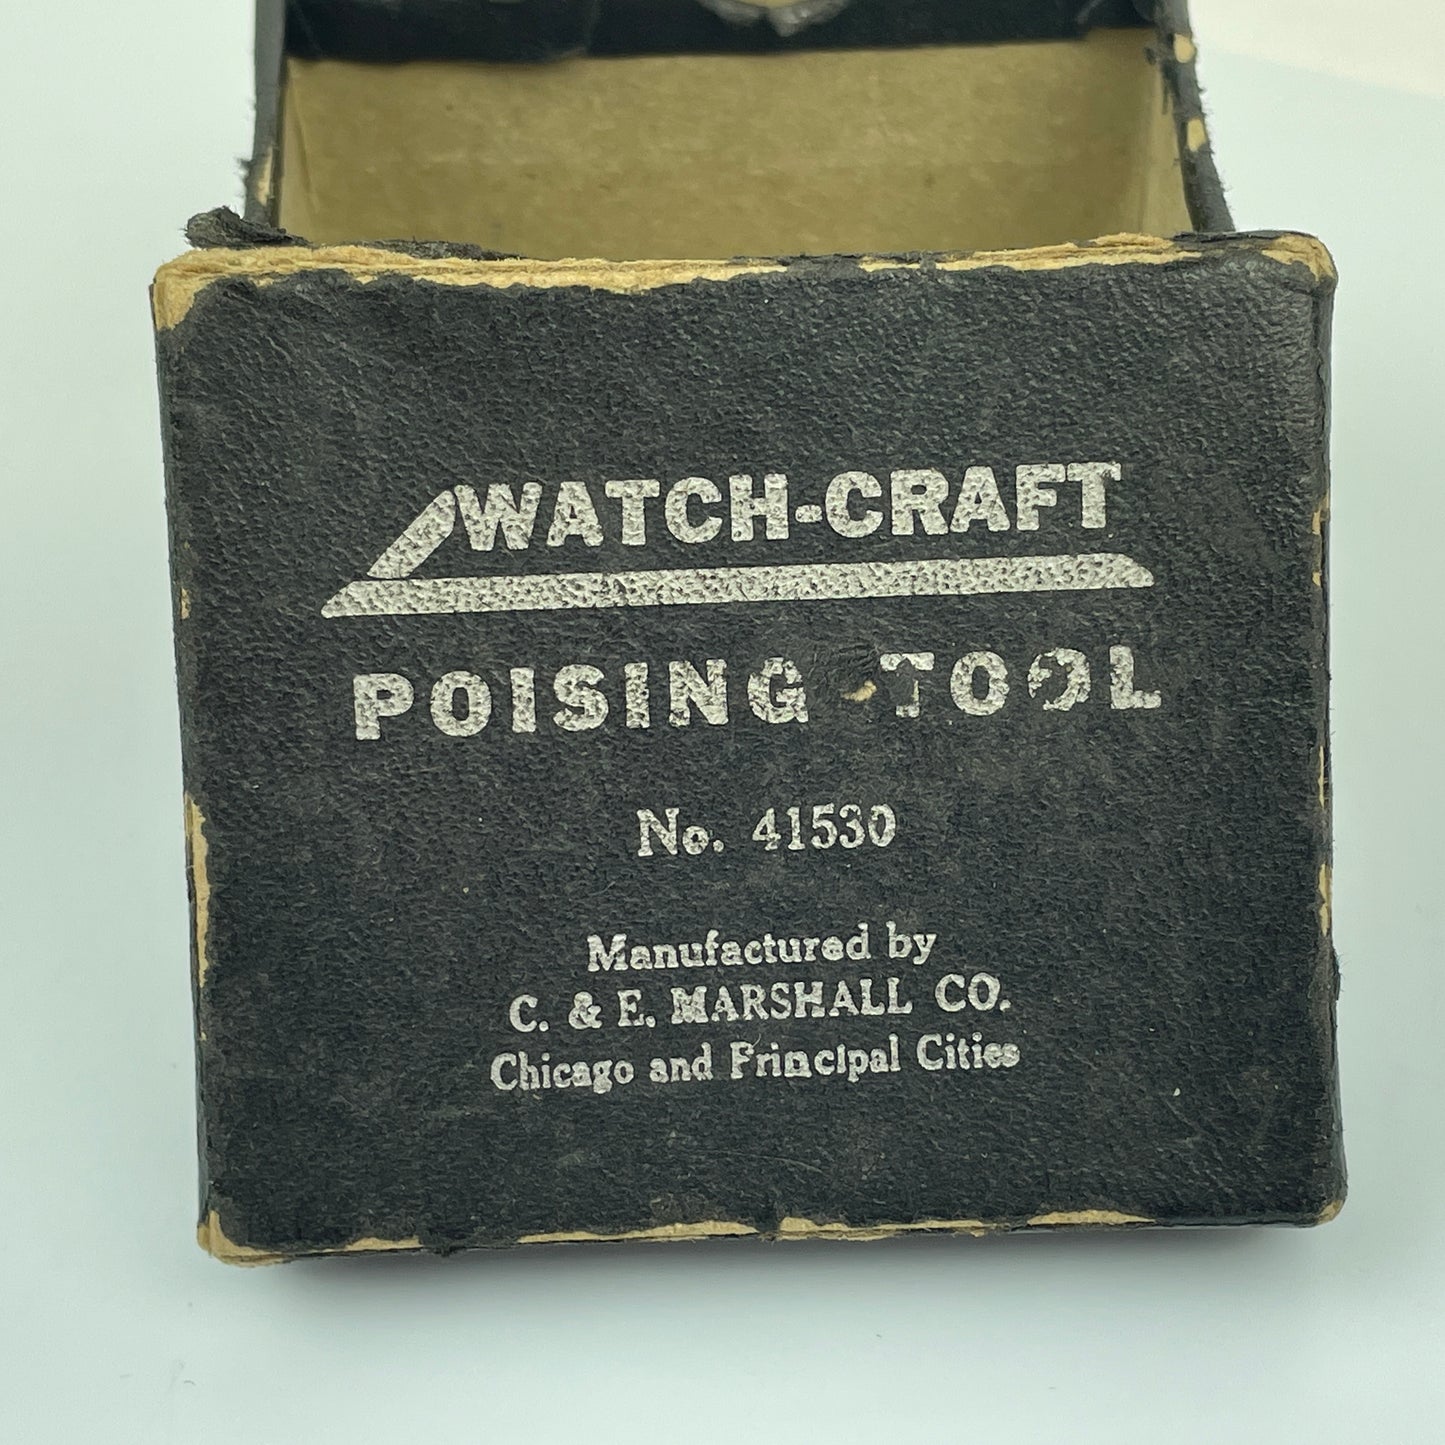 WATCH-CRAFT
POISING TOOL
No. 41530
Manufactured by
C. & E. MARSHALL CO.
Chicago and Principal Cities